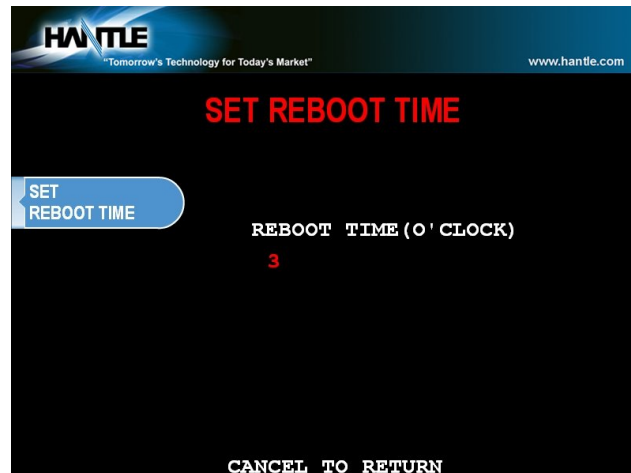 HANTLE
"Tomorrow's Technology for Today's Market"
www.hantle.com
SET REBOOT TIME
SET
REBOOT TIME
REBOOT TIME(O'CLOCK)
3
CANCEL TO RETURN